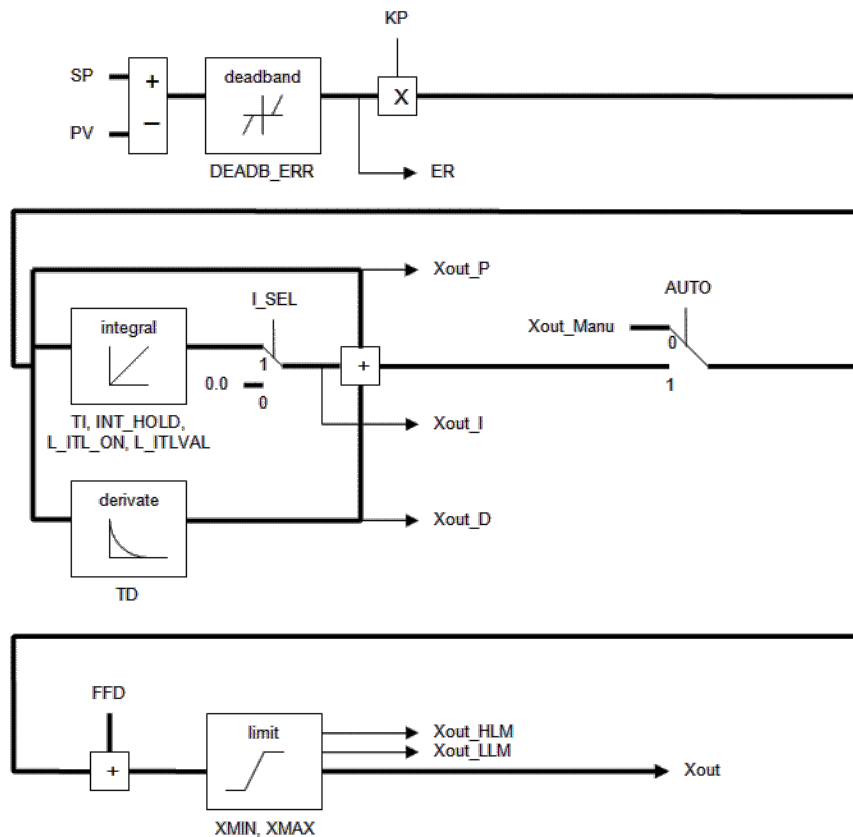 KP
SP
+
deadband
X
PV
−
DEADB_ERR
ER
Xout_P
I_SEL
AUTO
integral
Xout_Manu
0
1
+
0.0
0
1
TI, INT_HOLD,
L_ITL_ON, L_ITLVAL
Xout_I
derivate
Xout_D
TD
FFD
limit
Xout_HLM
Xout_LLM
+
Xout
XMIN, XMAX